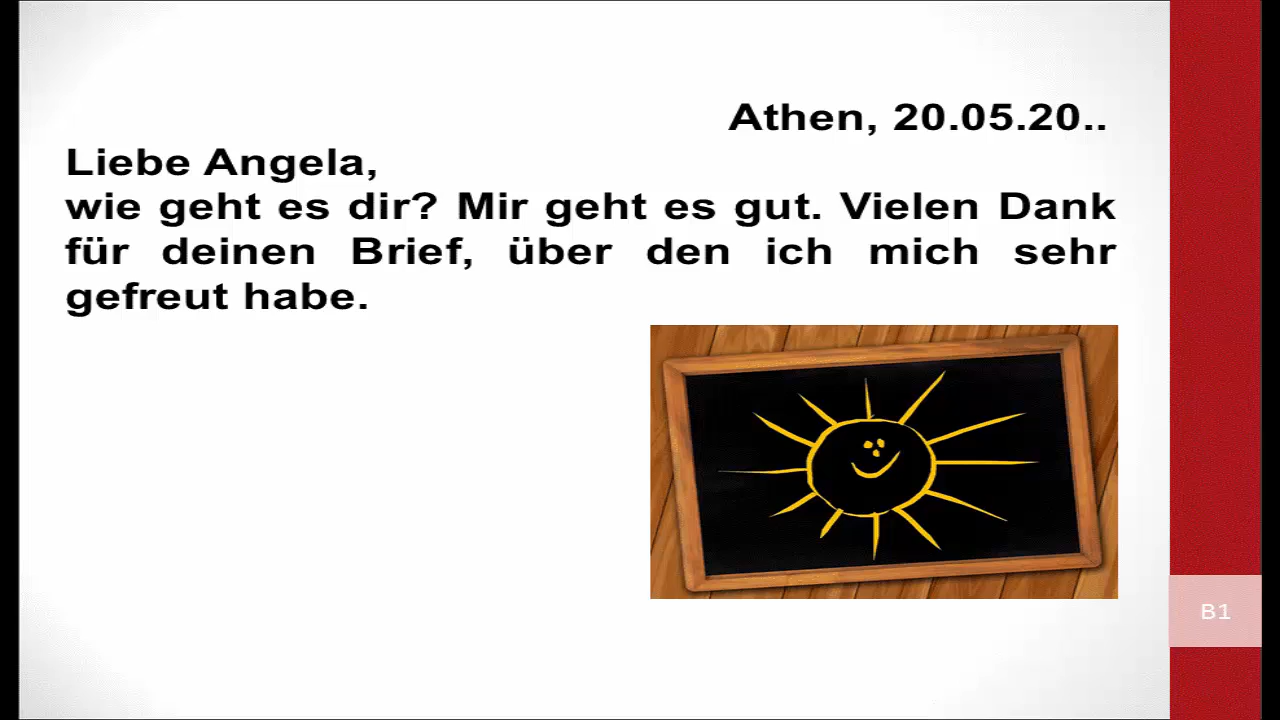 Athen, 20.05.20..
Liebe Angela,
wie geht es dir? Mir geht es gut. Vielen Dank
für deinen Brief, über den ich mich sehr
gefreut habe.
B1